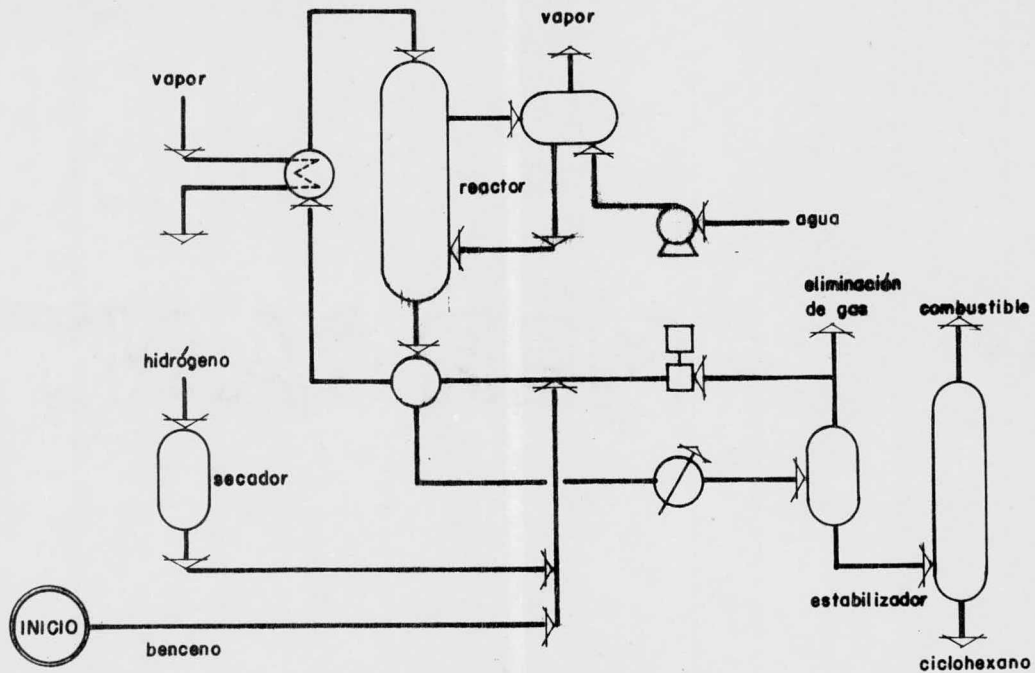 vapor
vapor
reactor
agua
eliminación
de gas
combustible
hidrógeno
secador
estabilizador
INICIO
benceno
ciclohexano